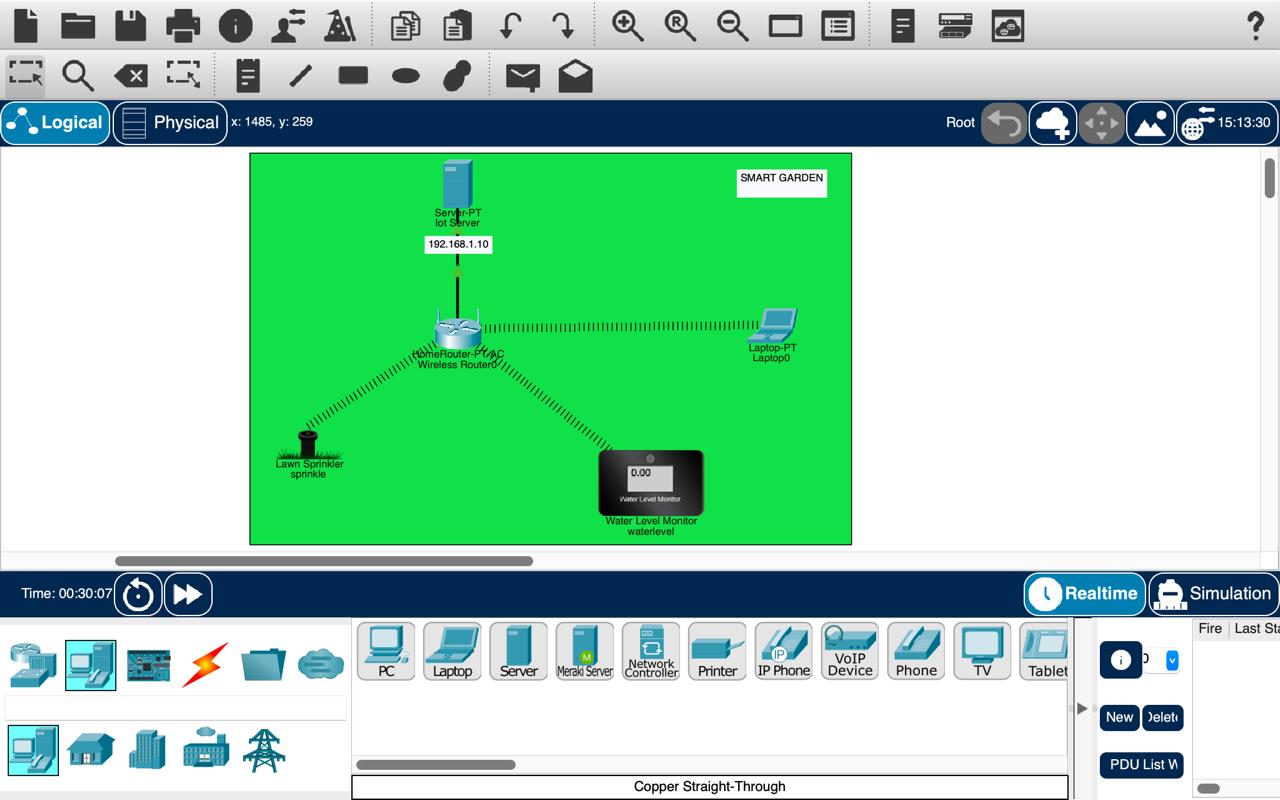 Logical
Physical
x: 1485, y: 259
Root
15:13:30
SMART GARDEN
Server-PT
Iot Server
192.168.1.10
HomeRouter-PT-AC
Wireless Router0
Laptop-PT
Laptop0
Lawn Sprinkler
sprinkle
0.00
Water Level Monitor
Water Level Monitor
waterlevel
Time: 00:30:07
Realtime
Simulation
PC
Laptop
Server
Meraki Server
Network Controller
Printer
IP Phone
VoIP Device
Phone
TV
Tablet
Fire
Last Sta
0
New
Delete
PDU List W
Copper Straight-Through